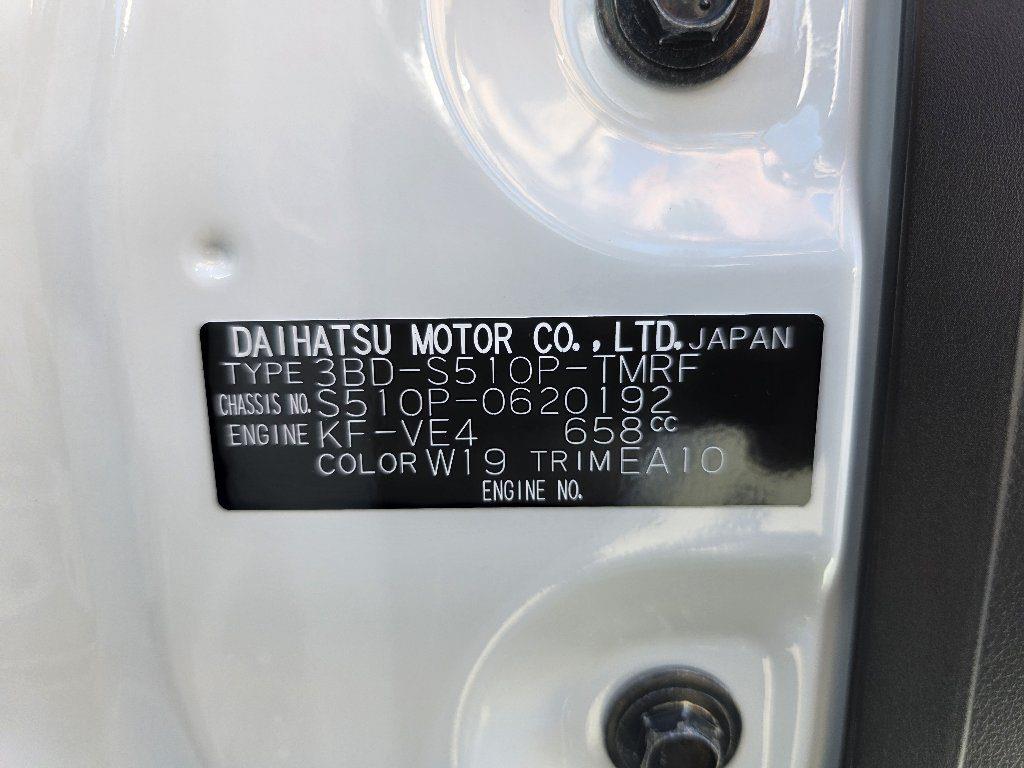 DAIHATSU MOTOR CO., LTD. JAPAN
TYPE 3BD-S510P-TMRF
CHASSIS NO. S510P-0620192
ENGINE KF-VE4 658CC
COLOR W19 TRIM EA10
ENGINE NO.